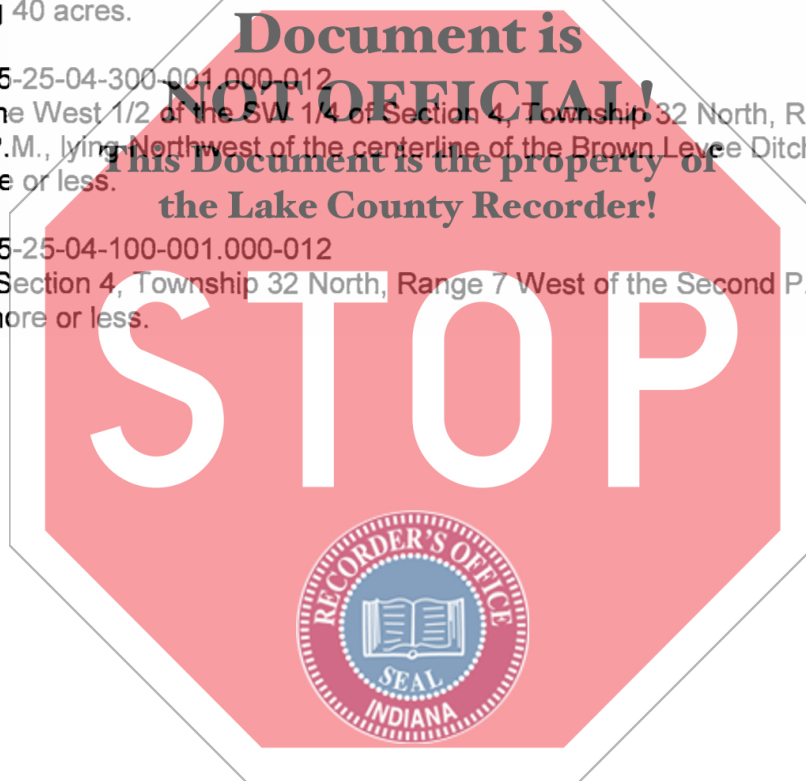 40 acres.
Document is
5-25-04-300-001.000-012
NOT OFFICIAL!
e West 1/2 of the SW 1/4 of Section 4, Township 32 North, R
.M., lying Northwest of the centerline of the Brown Levee Ditch
This Document is the property of
e or less.
the Lake County Recorder!
5-25-04-100-001.000-012
Section 4, Township 32 North, Range 7 West of the Second P.
ore or less.
STOP
RECORDER'S OFFICE
SEAL
INDIANA